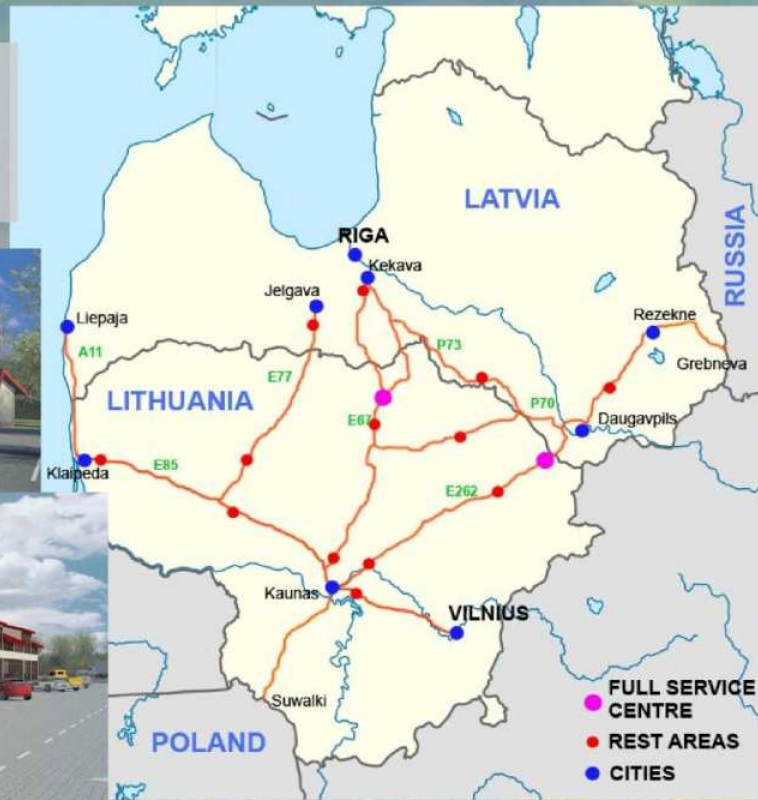 LATVIA
RUSSIA
RIGA
Kekava
Jelgava
Liepaja
A11
Rezekne
P73
Grebneva
E77
LITHUANIA
P70
E67
Daugavpils
Klaipeda
E85
E262
Kaunas
VILNIUS
Suwalki
POLAND
FULL SERVICE
CENTRE
REST AREAS
CITIES